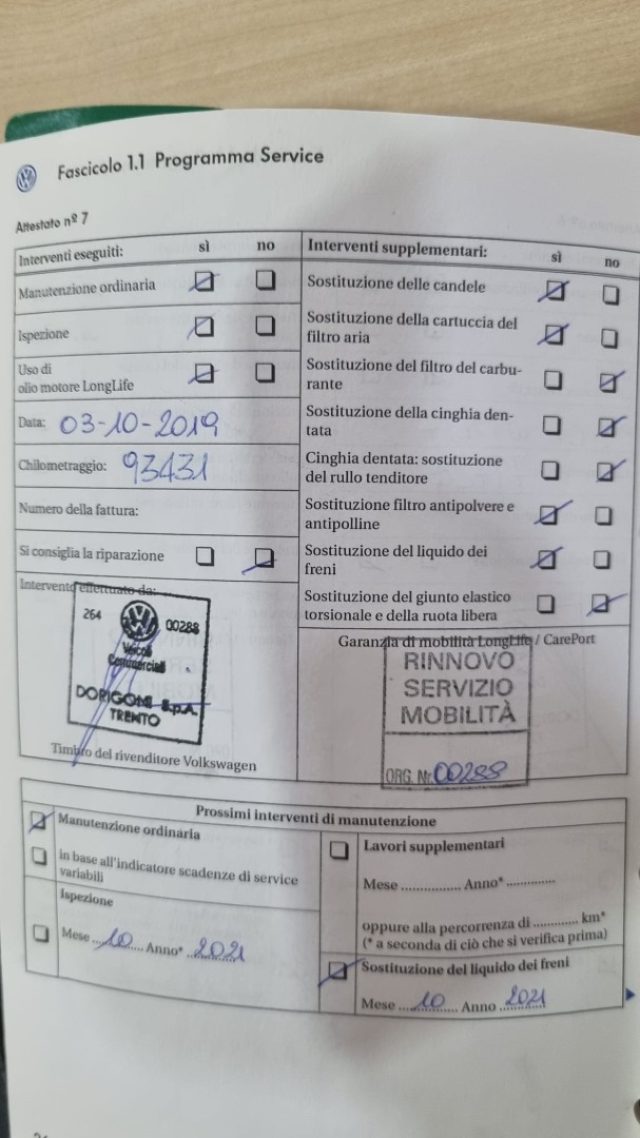 Fascicolo 1.1 Programma Service
Attestato nº 7
Interventi eseguiti: sì no
Manutenzione ordinaria
Ispezione
Uso di
olio motore LongLife
Data: 03-10-2019
Chilometraggio: 93431
Numero della fattura:
Si consiglia la riparazione
Intervento effettuato da:
264 00288
Veicoli
Commerciali
DORIGONI S.p.A.
TRENTO
Timbro del rivenditore Volkswagen
Interventi supplementari: sì no
Sostituzione delle candele
Sostituzione della cartuccia del
filtro aria
Sostituzione del filtro del carbu-
rante
Sostituzione della cinghia den-
tata
Cinghia dentata: sostituzione
del rullo tenditore
Sostituzione filtro antipolvere e
antipolline
Sostituzione del liquido dei
freni
Sostituzione del giunto elastico
torsionale e della ruota libera
Garanzia di mobilità LongLife / CarePort
RINNOVO
SERVIZIO
MOBILITÀ
ORG. Nr. 00288
Prossimi interventi di manutenzione
Manutenzione ordinaria
in base all'indicatore scadenze di service
variabili
Ispezione
Mese ... 10 ... Anno* ... 2021
Lavori supplementari
Mese ............... Anno* .............
oppure alla percorrenza di ........... km*
(* a seconda di ciò che si verifica prima)
Sostituzione del liquido dei freni
Mese ... 10 ... Anno ... 2021